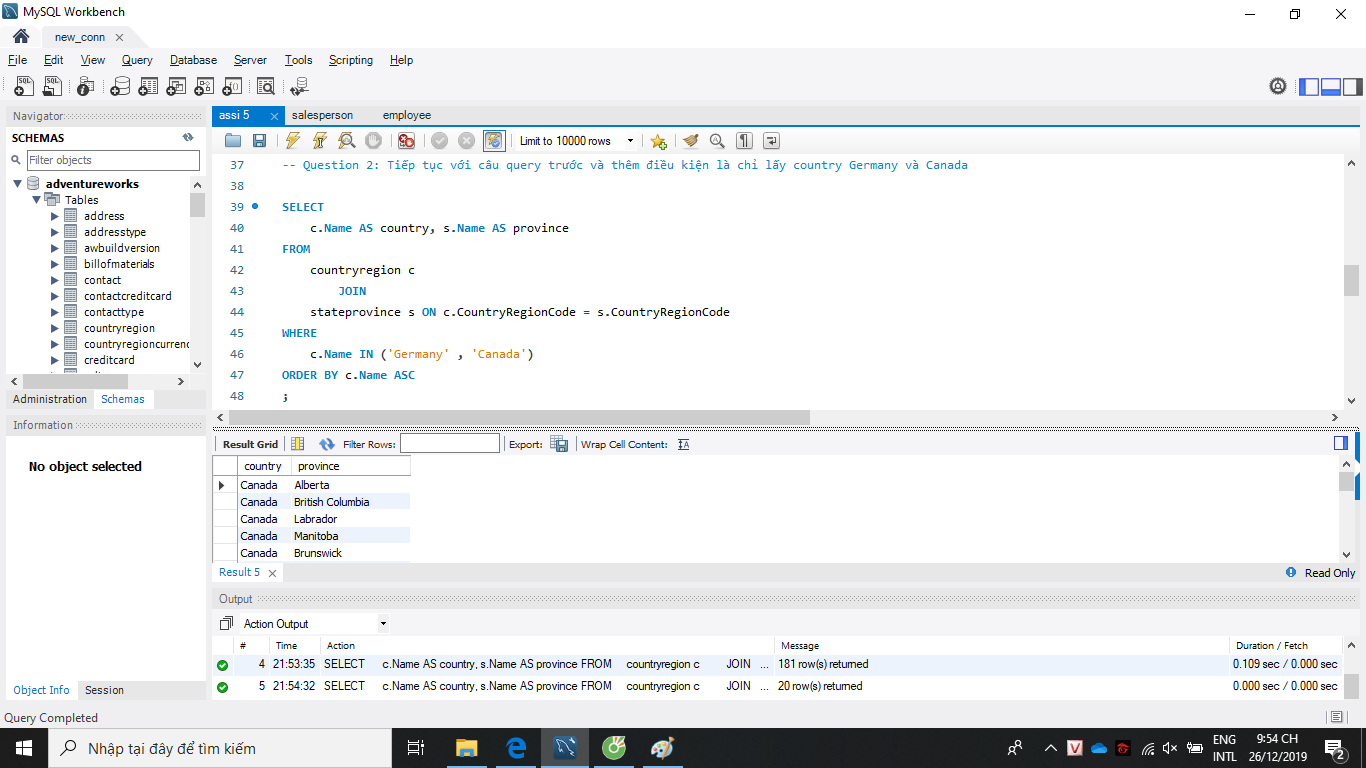 MySQL Workbench
new_conn
File Edit View Query Database Server Tools Scripting Help
Navigator
SCHEMAS
Filter objects
adventureworks
Tables
address
addresstype
awbuildversion
billofmaterials
contact
contactcreditcard
contacttype
countryregion
countryregioncurrenc
creditcard
Administration Schemas
Information
No object selected
Object Info Session
assi 5 salesperson employee
Limit to 10000 rows
37 -- Question 2: Tiếp tục với câu query trước và thêm điều kiện là chỉ lấy country Germany và Canada
38
39 SELECT
40 c.Name AS country, s.Name AS province
41 FROM
42 countryregion c
43 JOIN
44 stateprovince s ON c.CountryRegionCode = s.CountryRegionCode
45 WHERE
46 c.Name IN ('Germany' , 'Canada')
47 ORDER BY c.Name ASC
48 ;
Result Grid Filter Rows: Export: Wrap Cell Content:
country province
Canada Alberta
Canada British Columbia
Canada Labrador
Canada Manitoba
Canada Brunswick
Result 5 Read Only
Output
Action Output
# Time Action Message Duration / Fetch
4 21:53:35 SELECT c.Name AS country, s.Name AS province FROM countryregion c JOIN ... 181 row(s) returned 0.109 sec / 0.000 sec
5 21:54:32 SELECT c.Name AS country, s.Name AS province FROM countryregion c JOIN ... 20 row(s) returned 0.000 sec / 0.000 sec
Query Completed
Nhập tại đây để tìm kiếm
ENG 9:54 CH
INTL 26/12/2019
2